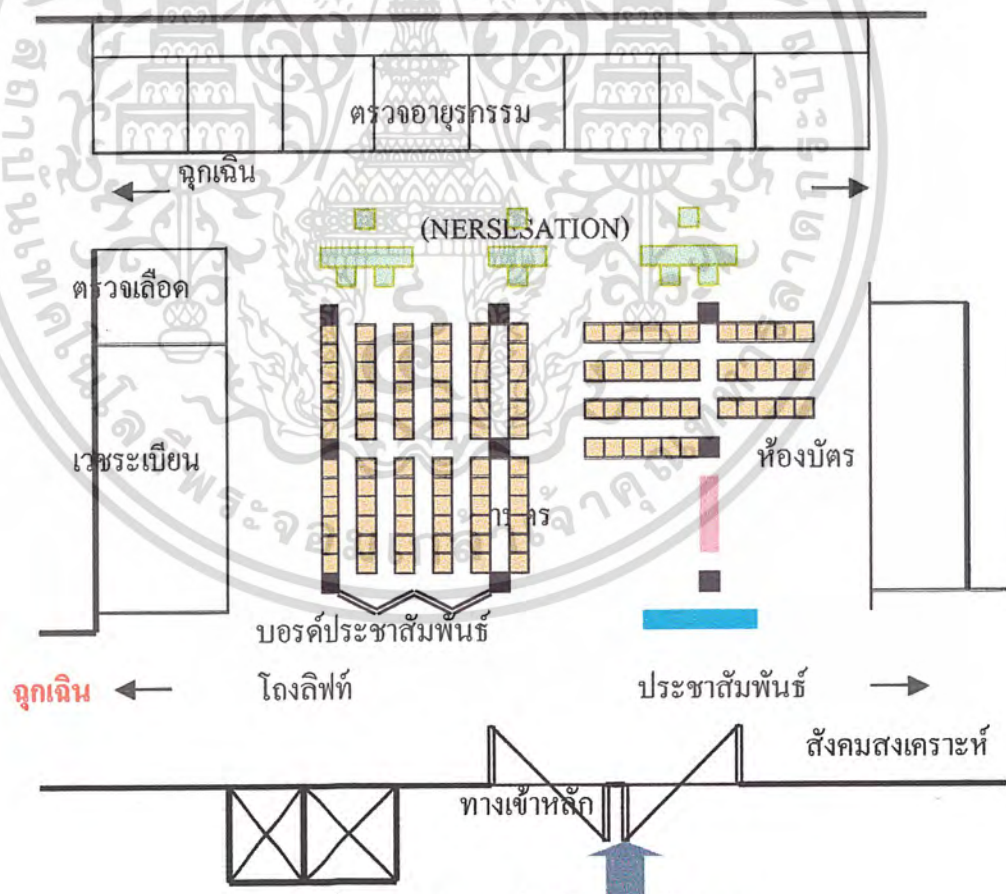 ตรวจอายุรกรรม
ฉุกเฉิน
(NERSESATION)
ตรวจเลือด
เวชระเบียน
ห้องบัตร
บอรค์ประชาสัมพันธ์
ฉุกเฉิน
โถงลิฟท์
ประชาสัมพันธ์
สังคมสงเคราะห์
ทางเข้าหลัก